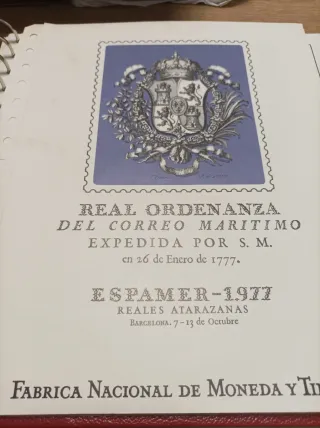 REAL ORDENANZA
DEL CORREO MARITIMO
EXPEDIDA POR S. M.
en 26 de Enero de 1777.
ESPAMER-1977
REALES ATARAZANAS
BARCELONA, 7 - 13 de Octubre
FABRICA NACIONAL DE MONEDA Y TI